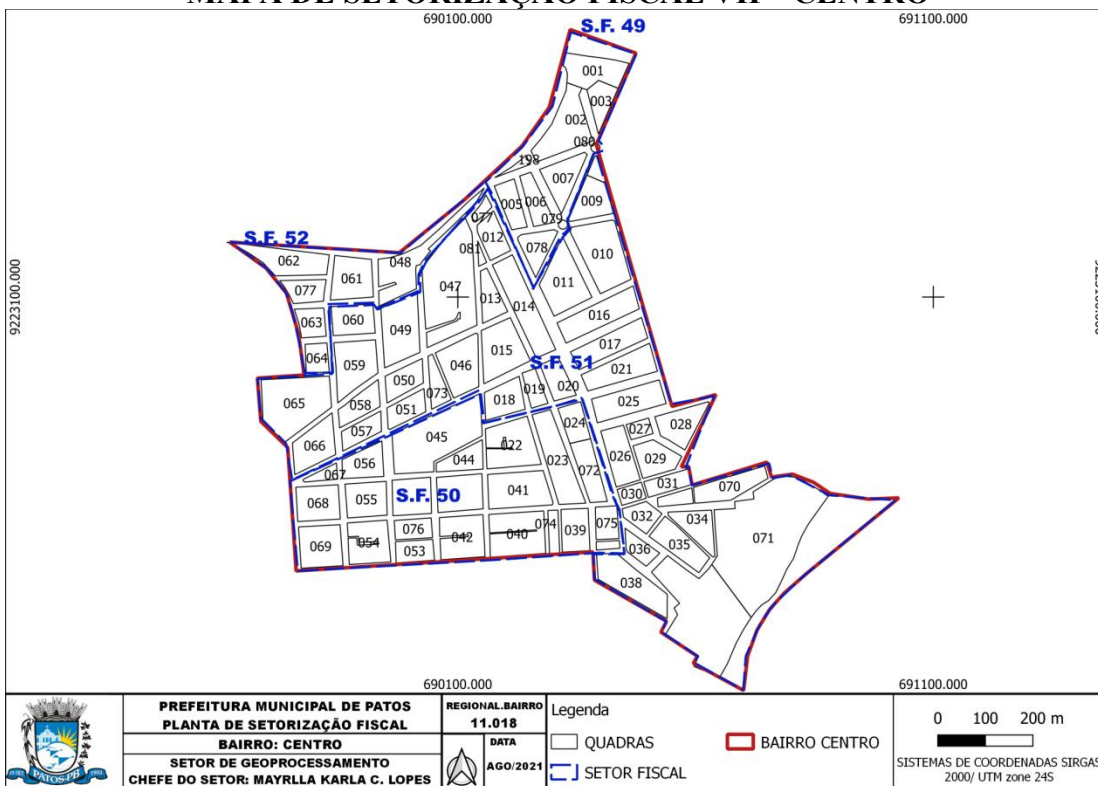 MAPA DE SETORIZAÇÃO FISCAL VII - CENTRO
690100.000 691100.000
S.F. 49
001
003
002
080
198
007
005 006 009
077 079
012
S.F. 52
081 078
062 048 010
061 011
077 047
9223100.000
9223100.000
013 014
063 060 049 016
015 017
064 059 046 S.F. 51 021
050
065 058 073 018 019 020 025
051
057 045 024 028
066 027
056 044 022 026 029
067 023 072
S.F. 50 031 070
068 055 041 030
032 034
076 074 075 071
069 054 042 040 039
053 036 035
038
690100.000 691100.000
PREFEITURA MUNICIPAL DE PATOS
PLANTA DE SETORIZAÇÃO FISCAL
BAIRRO: CENTRO
SETOR DE GEOPROCESSAMENTO
CHEFE DO SETOR: MAYRLLA KARLA C. LOPES
REGIONAL.BAIRRO
11.018
DATA
AGO/2021
Legenda
QUADRAS
BAIRRO CENTRO
SETOR FISCAL
0 100 200 m
SISTEMAS DE COORDENADAS SIRGAS
2000/ UTM zone 24S
PATOS-PB